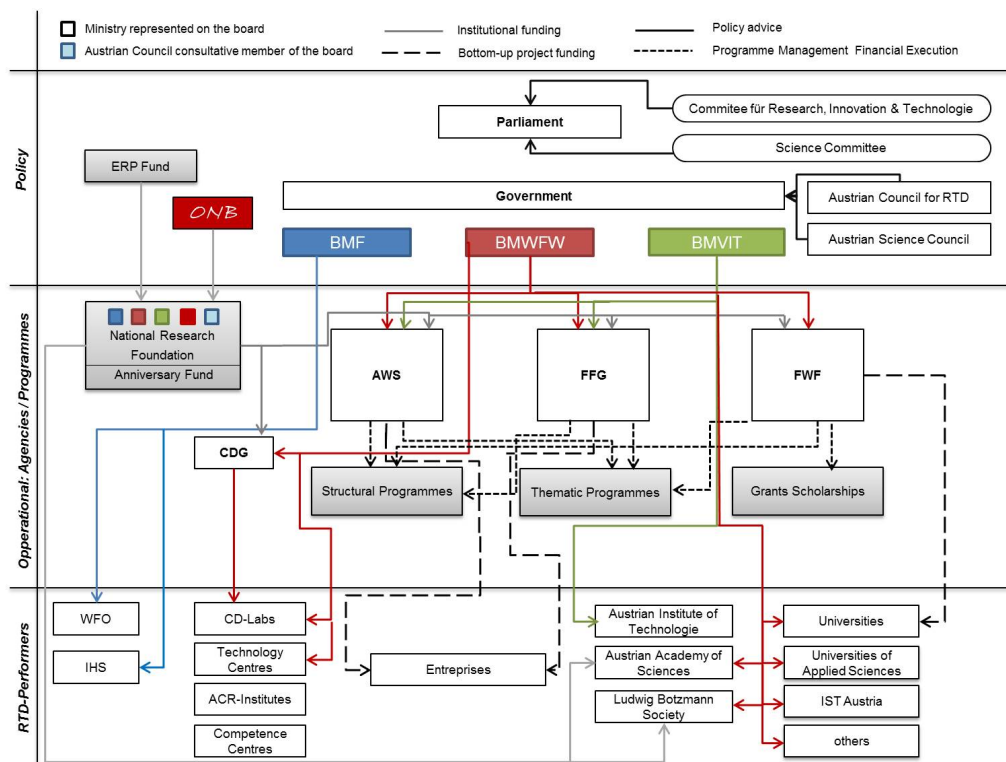 Ministry represented on the board
Institutional funding
Policy advice
Austrian Council consultative member of the board
Bottom-up project funding
Programme Management Financial Execution
Policy
Parliament
Commitee für Research, Innovation & Technologie
Science Committee
ERP Fund
Government
Austrian Council for RTD
ONB
Austrian Science Council
BMF
BMWFW
BMVIT
Opperational: Agencies / Programmes
National Research
Foundation
Anniversary Fund
AWS
FFG
FWF
CDG
Structural Programmes
Thematic Programmes
Grants Scholarships
RTD-Performers
WFO
CD-Labs
Austrian Institute of
Technologie
Universities
IHS
Technology
Centres
Entreprises
Austrian Academy of
Sciences
Universities
of Applied Sciences
ACR-Institutes
Ludwig Botzmann
Society
IST Austria
Competence
Centres
others